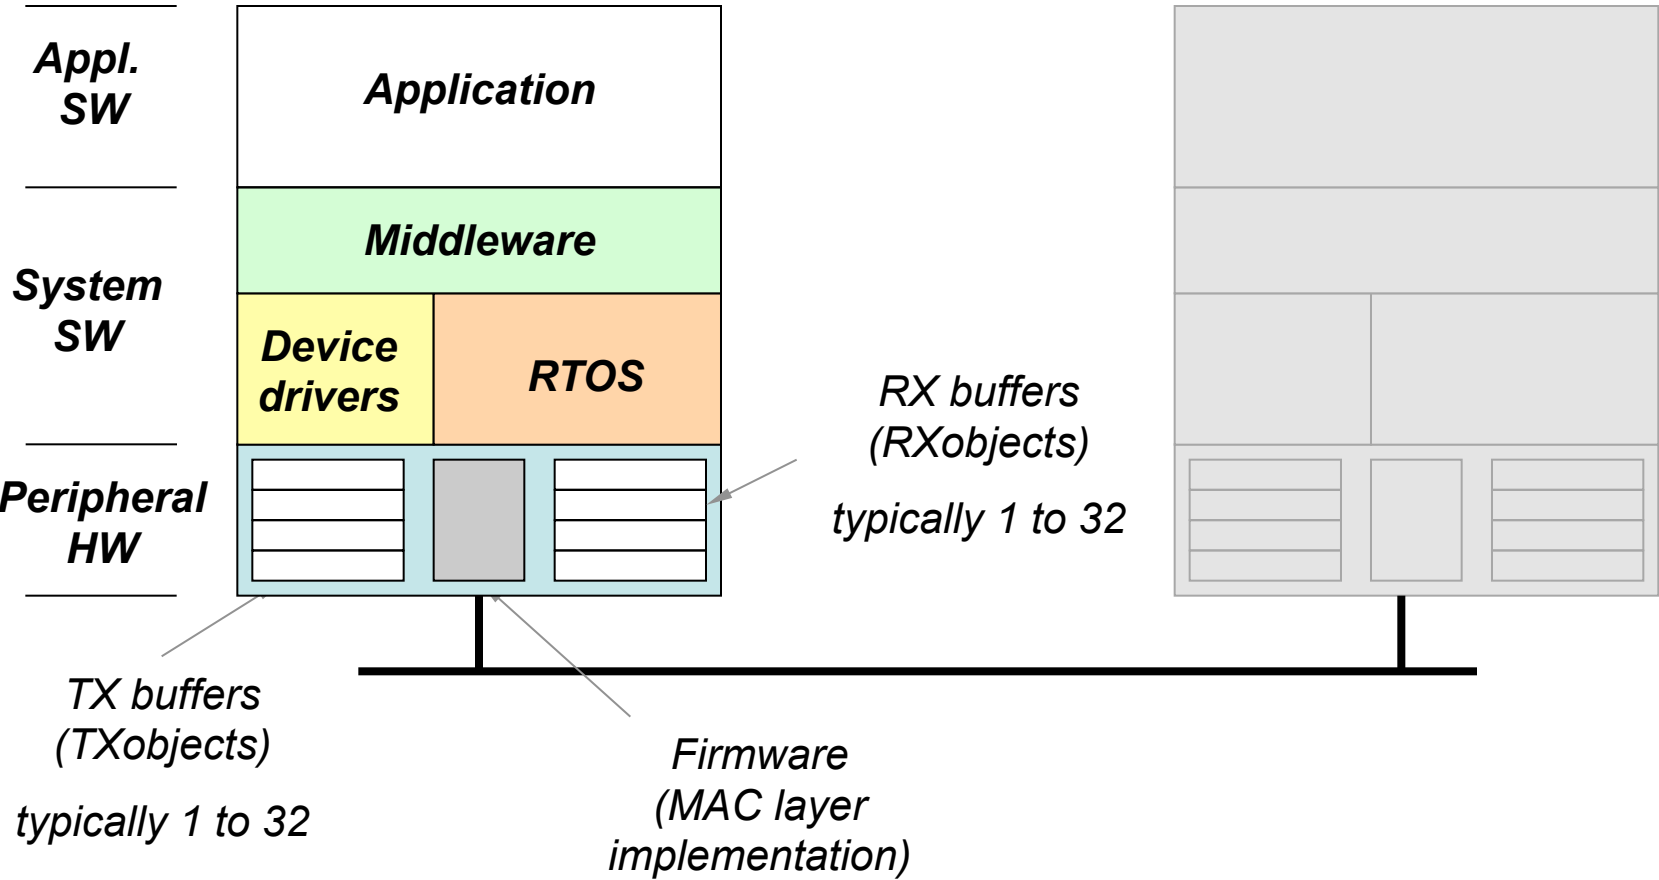 Appl.
SW
Application
Middleware
System
SW
Device
drivers
RTOS
RX buffers
(RXobjects)
typically 1 to 32
Peripheral
HW
TX buffers
(TXobjects)
typically 1 to 32
Firmware
(MAC layer
implementation)